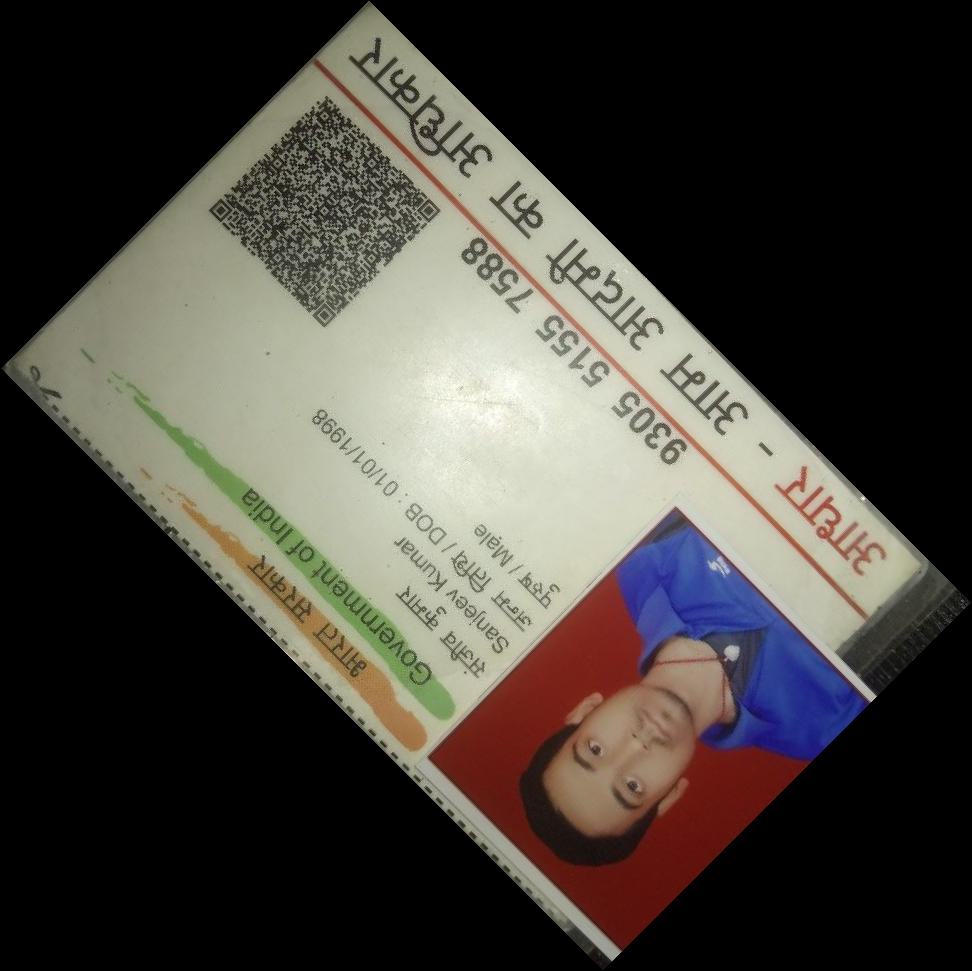 भारत सरकार
Government of India
संजीव कुमार
Sanjeev Kumar
जन्म तिथि / DOB : 01/01/1998
पुरुष / Male
9305 5155 7588
आधार - आम आदमी का अधिकार